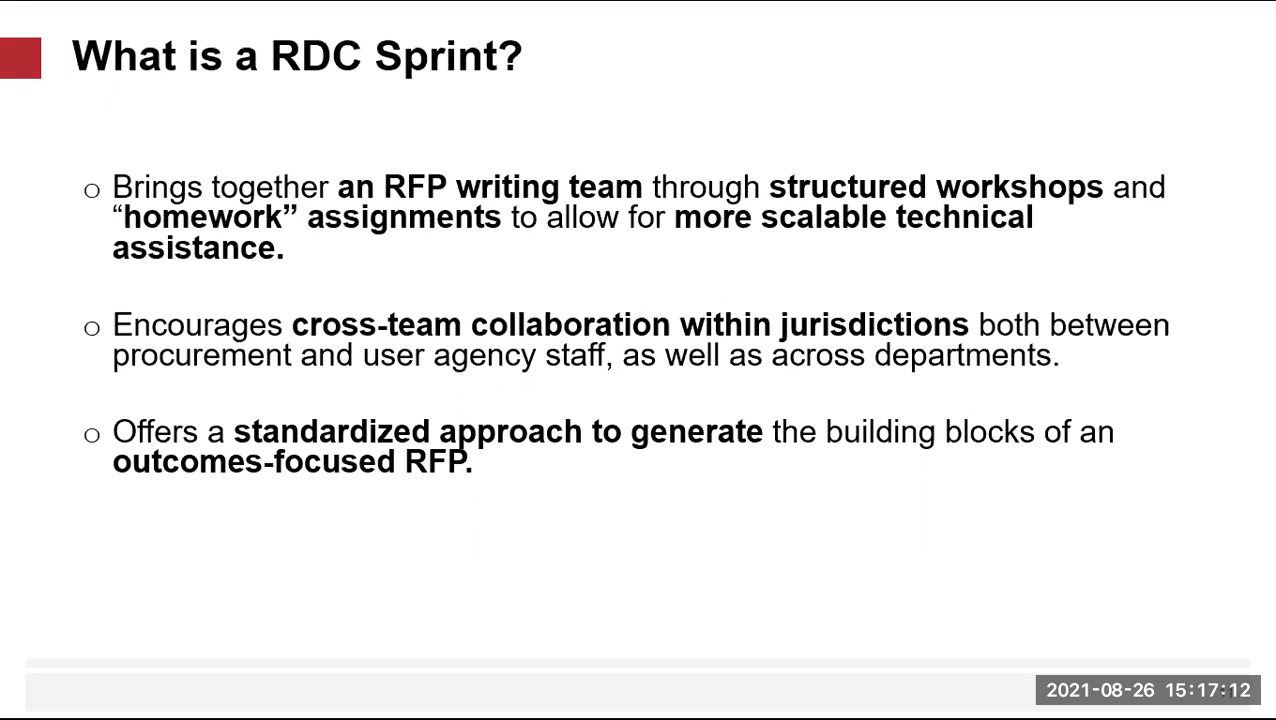 What is a RDC Sprint?
○ Brings together an RFP writing team through structured workshops and
“homework” assignments to allow for more scalable technical
assistance.
○ Encourages cross-team collaboration within jurisdictions both between
procurement and user agency staff, as well as across departments.
○ Offers a standardized approach to generate the building blocks of an
outcomes-focused RFP.
2021-08-26 15:17:12